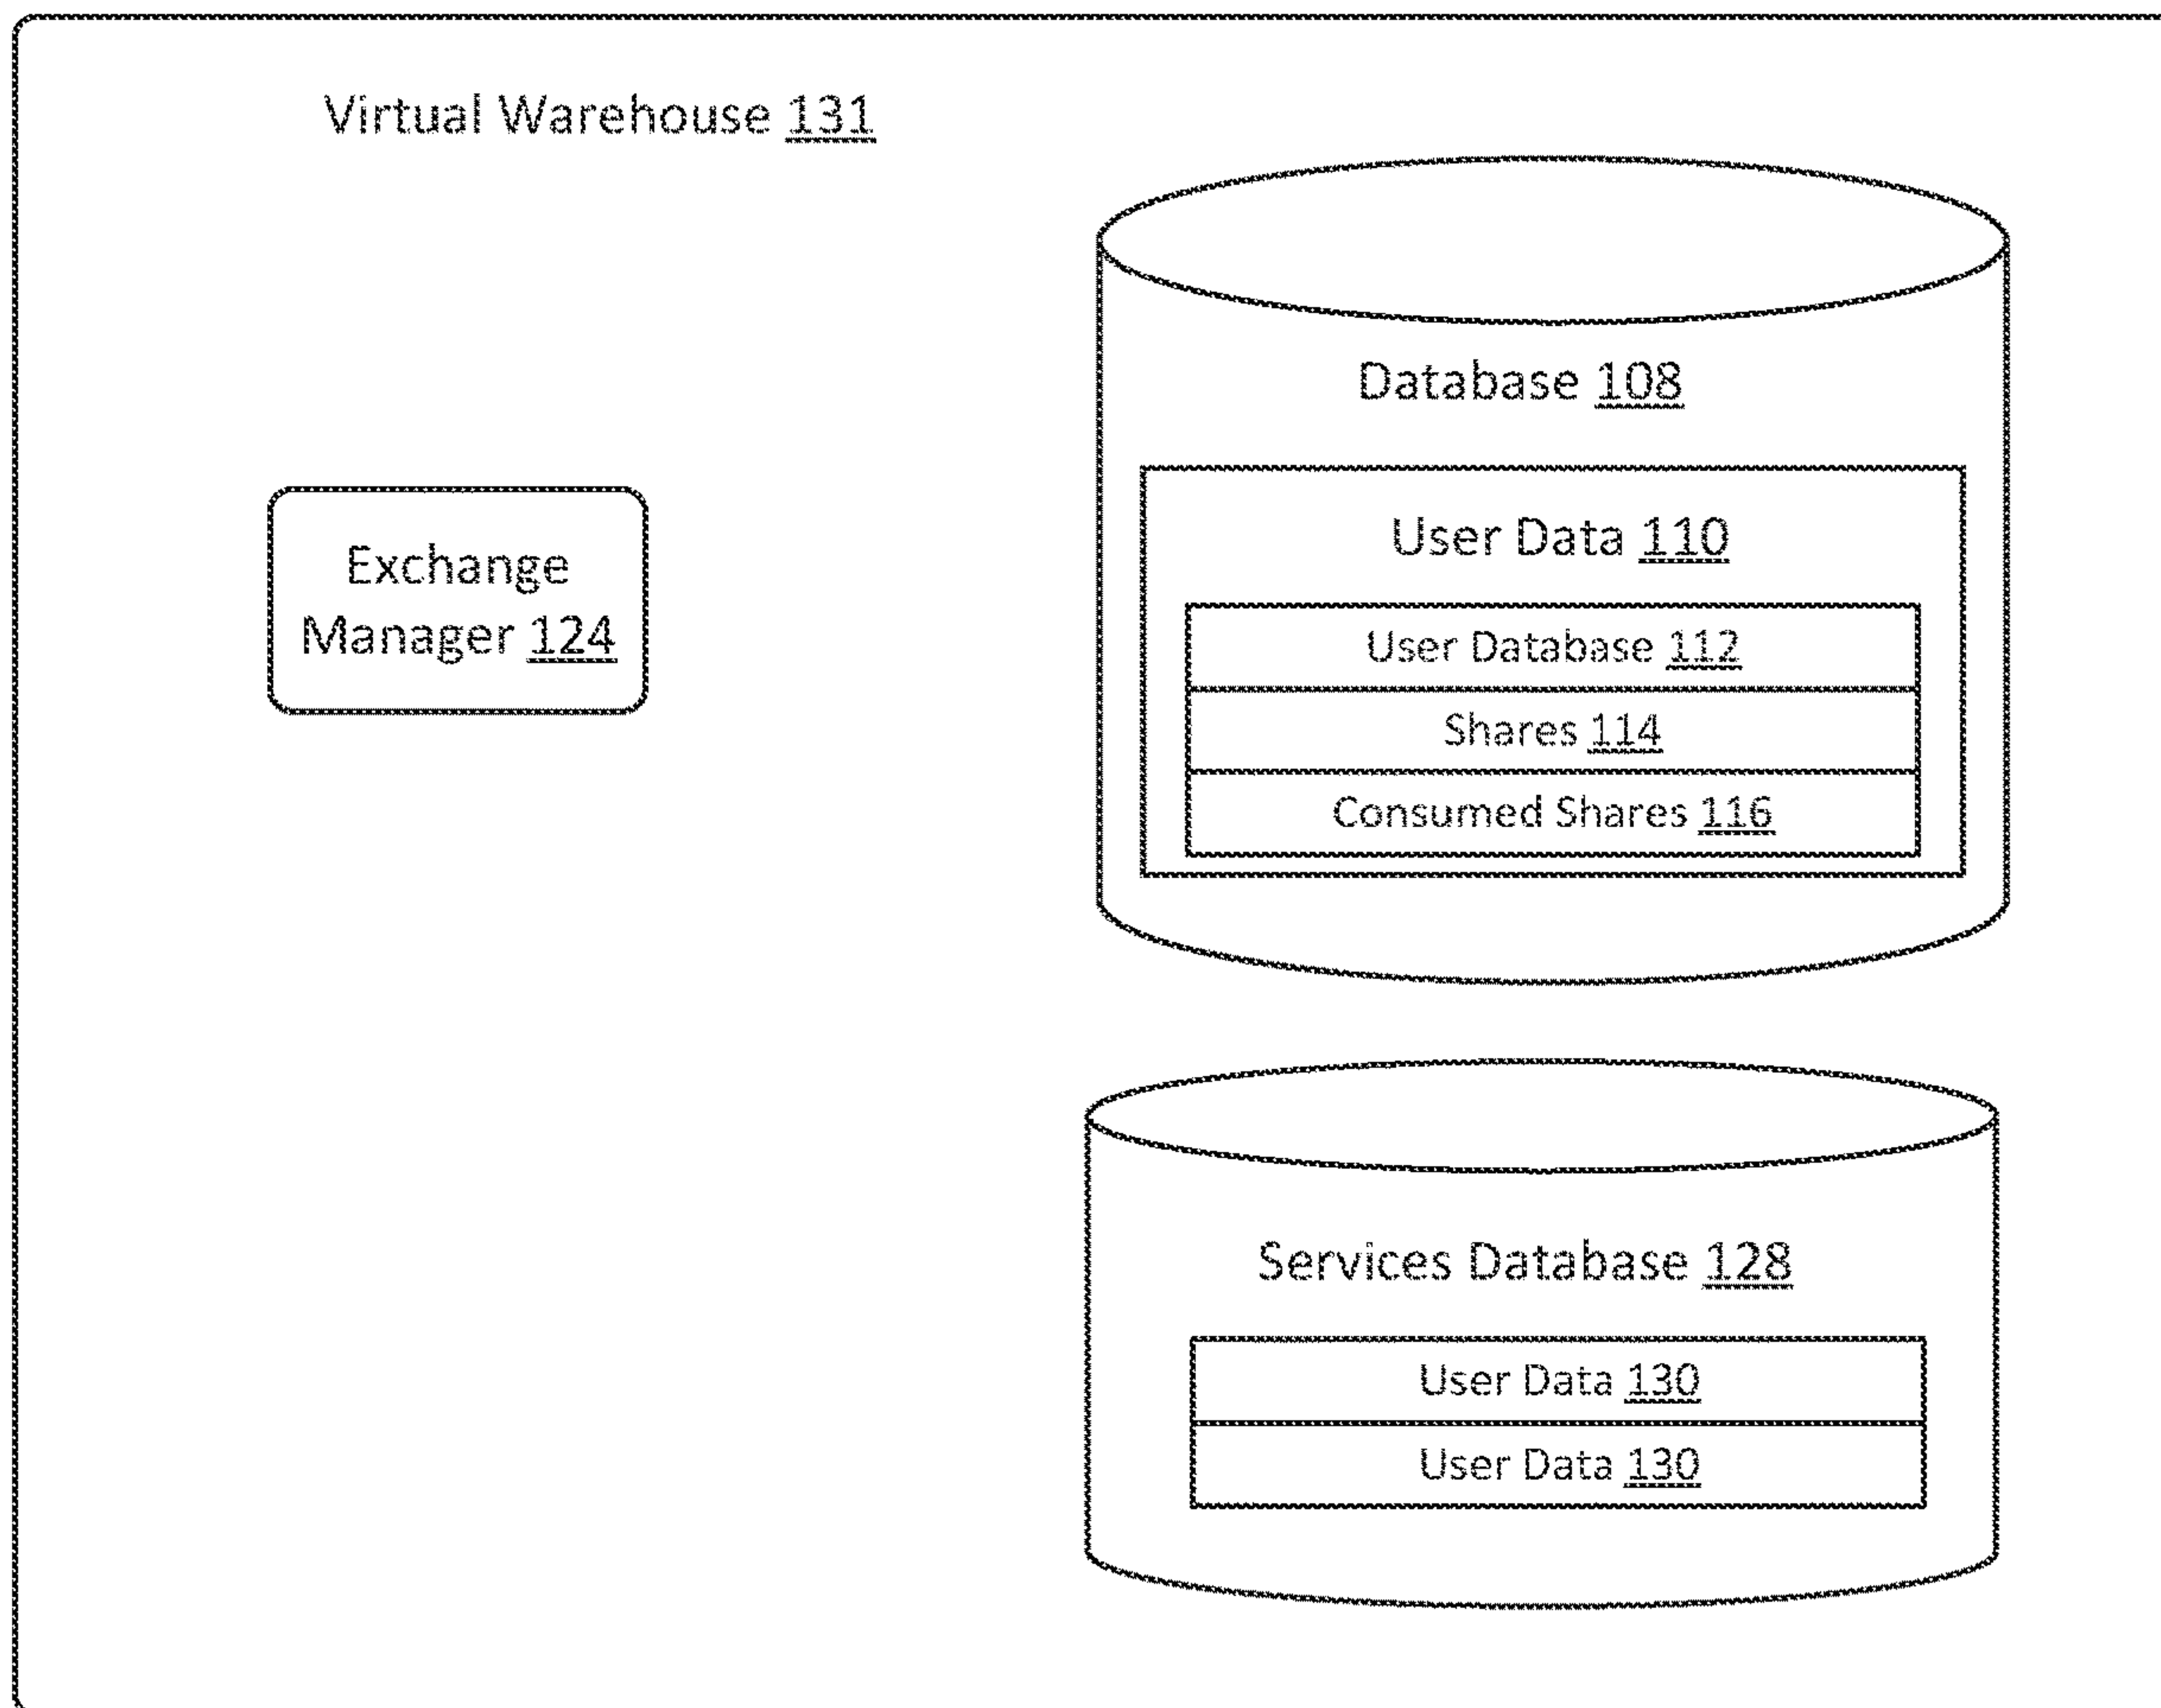 Virtual Warehouse 131
Database 108
User Data 110
User Database 112
Shares 114
Consumed Shares 116
Exchange
Manager 124
Services Database 128
User Data 130
User Data 130